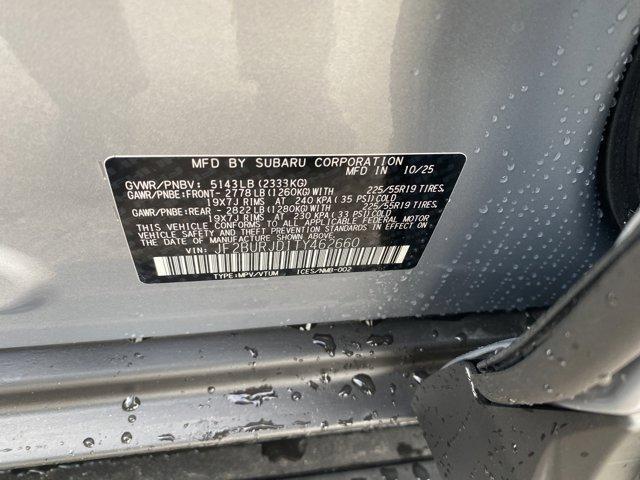 MFD BY SUBARU CORPORATION 10/25
GVWR/PNBV: 5143LB(2333KG)
GAWR/PNBE:FRONT- 2778LB(1260KG)WITH 225/55R19 TIRES,
19X7J RIMS AT 240 KPA(35 PSI)COLD
GAWR/PNBE:REAR - 2822LB(1280KG)WITH 225/55R19 TIRES,
19X7J RIMS AT 230 KPA(33 PSI)COLD
THIS VEHICLE CONFORMS TO ALL APPLICABLE FEDERAL MOTOR
VEHICLE SAFETY AND THEFT PREVENTION STANDARDS IN EFFECT
ON THE DATE OF MANUFACTURE SHOWN ABOVE.
VIN:
TYPE:MPV/VTUM ICES/NMB-002